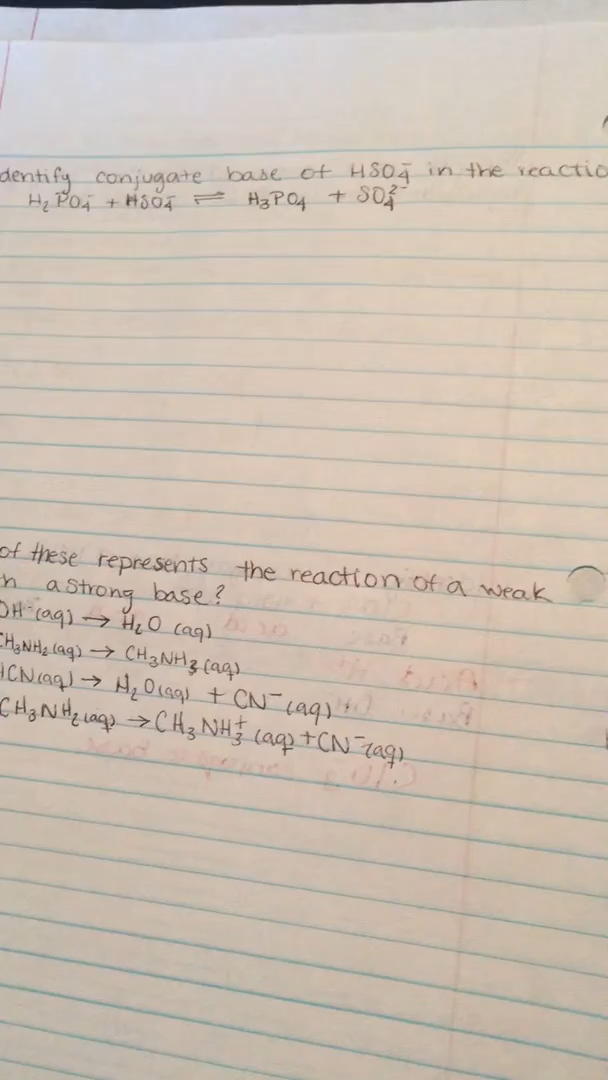 dentify conjugate base of HSO₄⁻ in the reactio
H₂PO₄⁻ + HSO₄⁻ ⇌ H₃PO₄ + SO₄²⁻
of these represents the reaction of a weak
n a strong base?
OH⁻(aq) → H₂O (aq)
CH₃NH₂(aq) → CH₃NH₃(aq)
HCN(aq) → H₂O(aq) + CN⁻(aq)
CH₃NH₂(aq) → CH₃NH₃⁺(aq) + CN⁻(aq)